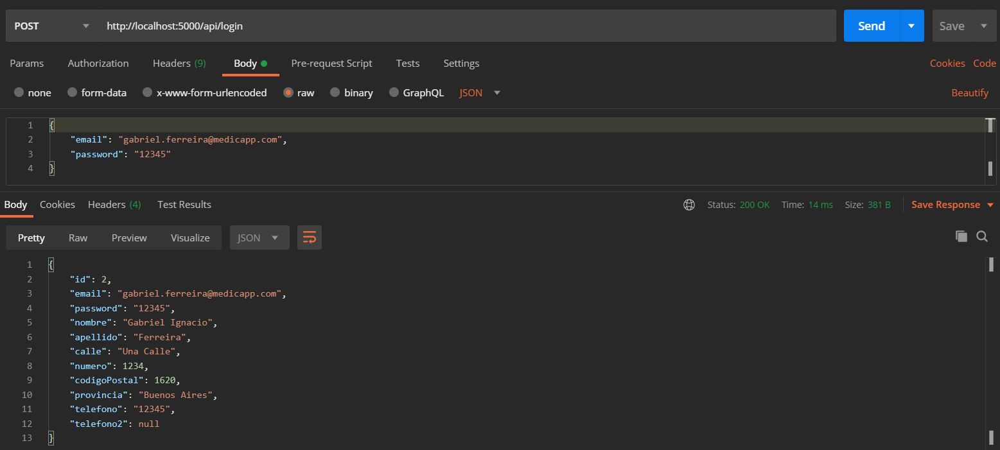 POST http://localhost:5000/api/login Send Save
Params Authorization Headers (9) Body Pre-request Script Tests Settings Cookies Code
none form-data x-www-form-urlencoded raw binary GraphQL JSON Beautify
1 {
2 "email": "gabriel.ferreira@medicapp.com",
3 "password": "12345"
4 }
Body Cookies Headers (4) Test Results Status: 200 OK Time: 14 ms Size: 381 B Save Response
Pretty Raw Preview Visualize JSON
1 {
2 "id": 2,
3 "email": "gabriel.ferreira@medicapp.com",
4 "password": "12345",
5 "nombre": "Gabriel Ignacio",
6 "apellido": "Ferreira",
7 "calle": "Una Calle",
8 "numero": 1234,
9 "codigoPostal": 1620,
10 "provincia": "Buenos Aires",
11 "telefono": "12345",
12 "telefono2": null
13 }